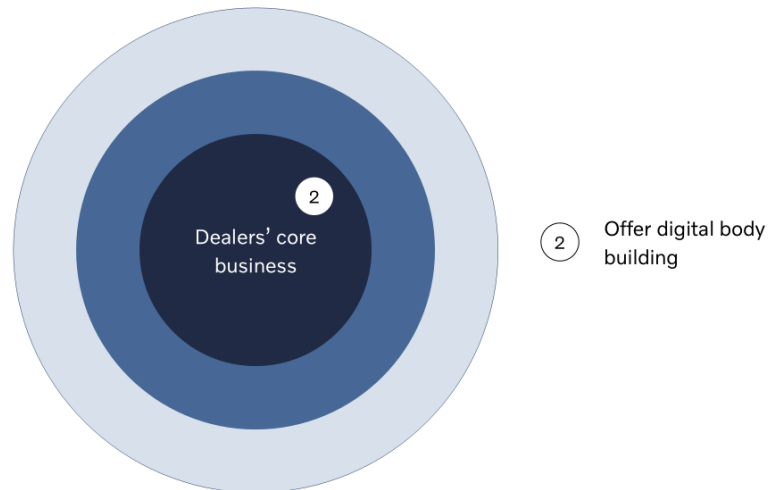 2
Dealers’ core
business
2
Offer digital body
building